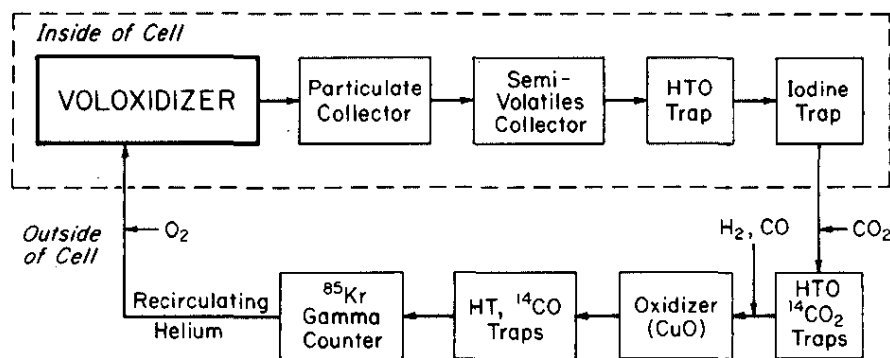 Inside of Cell
VOLOXIDIZER
Particulate
Collector
Semi-
Volatiles
Collector
HTO
Trap
Iodine
Trap
Outside
of Cell
O₂
H₂, CO
CO₂
Recirculating
Helium
⁸⁵Kr
Gamma
Counter
HT, ¹⁴CO
Traps
Oxidizer
(CuO)
HTO
¹⁴CO₂
Traps